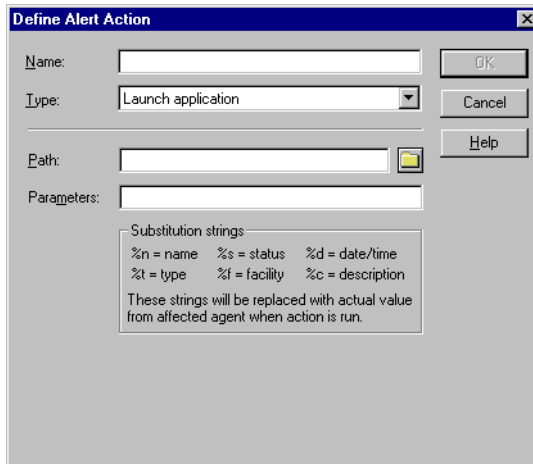 Define Alert Action
Name:
OK
Type:
Launch application
Cancel
Help
Path:
Parameters:
Substitution strings
%n = name %s = status %d = date/time
%t = type %f = facility %c = description
These strings will be replaced with actual value
from affected agent when action is run.